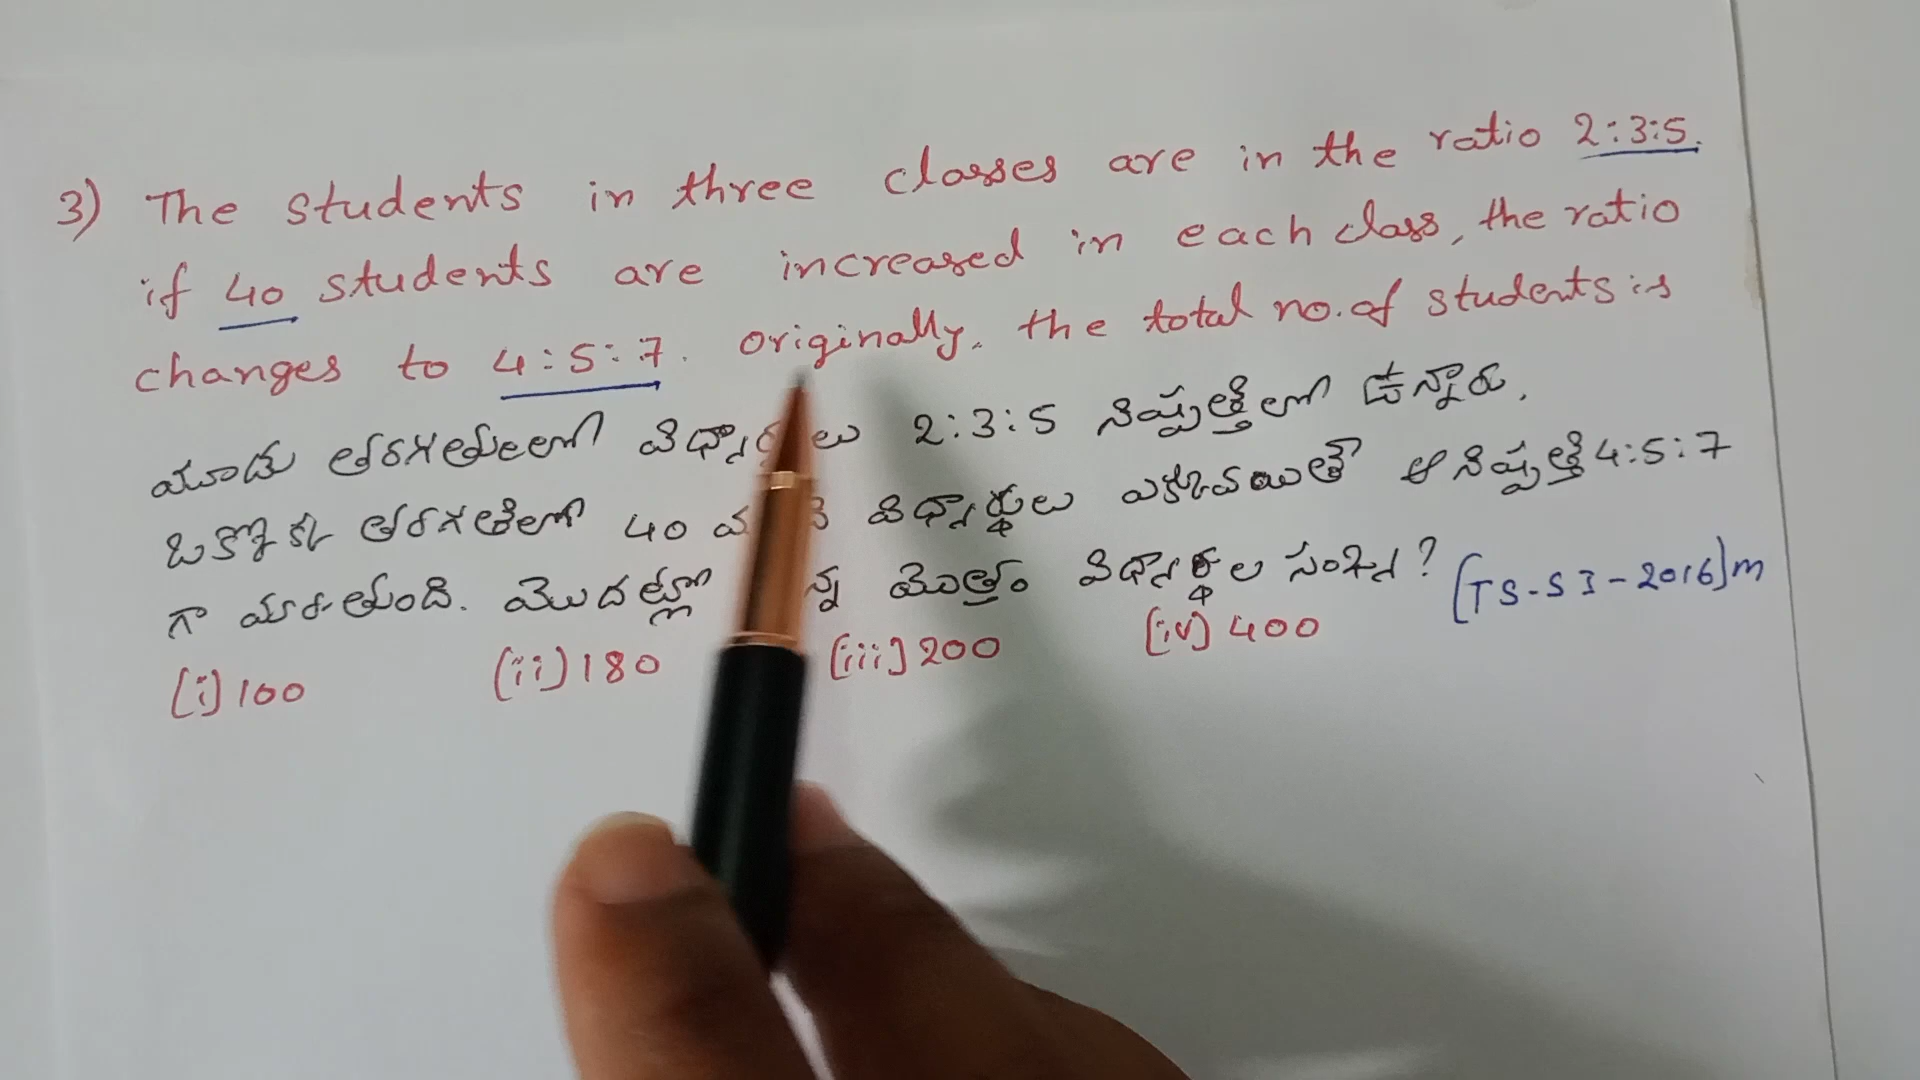 3) The students in three classes are in the ratio 2:3:5.
if 40 students are increased in each class, the ratio
changes to 4:5:7. Originally, the total no. of students is
మూడు తరగతులలో 2:3:5 నిష్పత్తిలో ఉన్నారు.
ఒక్కొక్క తరగతిలో 40 విధ్యార్థులు ఎక్కువయితే ఆ నిష్పత్తి 4:5:7
గా మారుతుంది. మొదట్లో మొత్తం విధ్యార్థుల సంఖ్య? [TS-SI-2016]m
(i) 100 (ii) 180 (iii) 200 (iv) 400